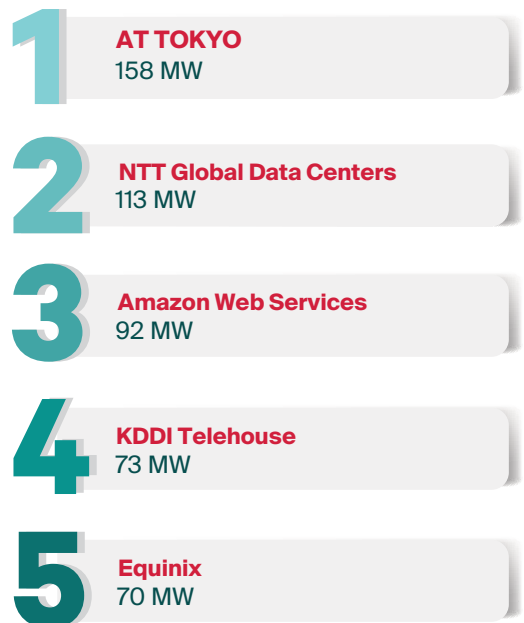 1
AT TOKYO
158 MW
2
NTT Global Data Centers
113 MW
3
Amazon Web Services
92 MW
4
KDDI Telehouse
73 MW
5
Equinix
70 MW